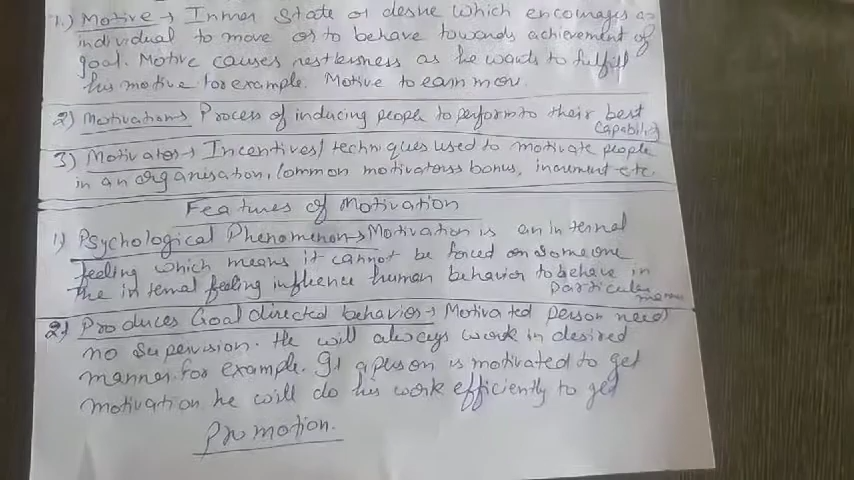 1.) Motive → Inner State or desire which encourages an
individual to move or to behave towards achievement of
goal. Motive causes restlessness as he wants to fulfill
his motive for example. Motive to earn
2) Motivation → Process of inducing people to perform to their best
Capability
3) Motivator → Incentives/techniques used to motivate people
in an organisation, Common motivators bonus, increment etc.
Features of Motivation
1) Psychological Phenomenon → Motivation is an internal
feeling which means it cannot be forced on someone
The internal feeling influence human behavior to behave in
Particular manner
2) Produces Goal directed behavior → Motivated person need
no supervision. He will always work in desired
manner. for example. If a person is motivated to get
motivation he will do his work efficiently to get
Promotion.